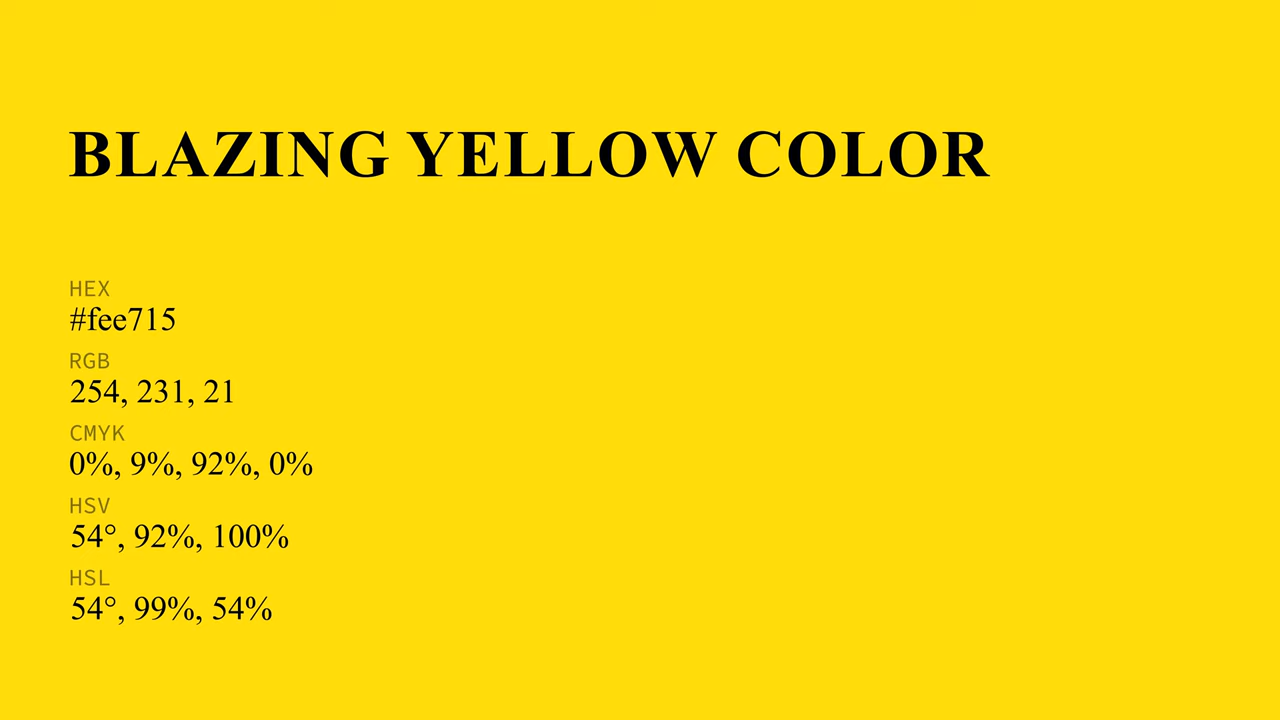 BLAZING YELLOW COLOR
HEX
#fee715
RGB
254, 231, 21
CMYK
0%, 9%, 92%, 0%
HSV
54°, 92%, 100%
HSL
54°, 99%, 54%